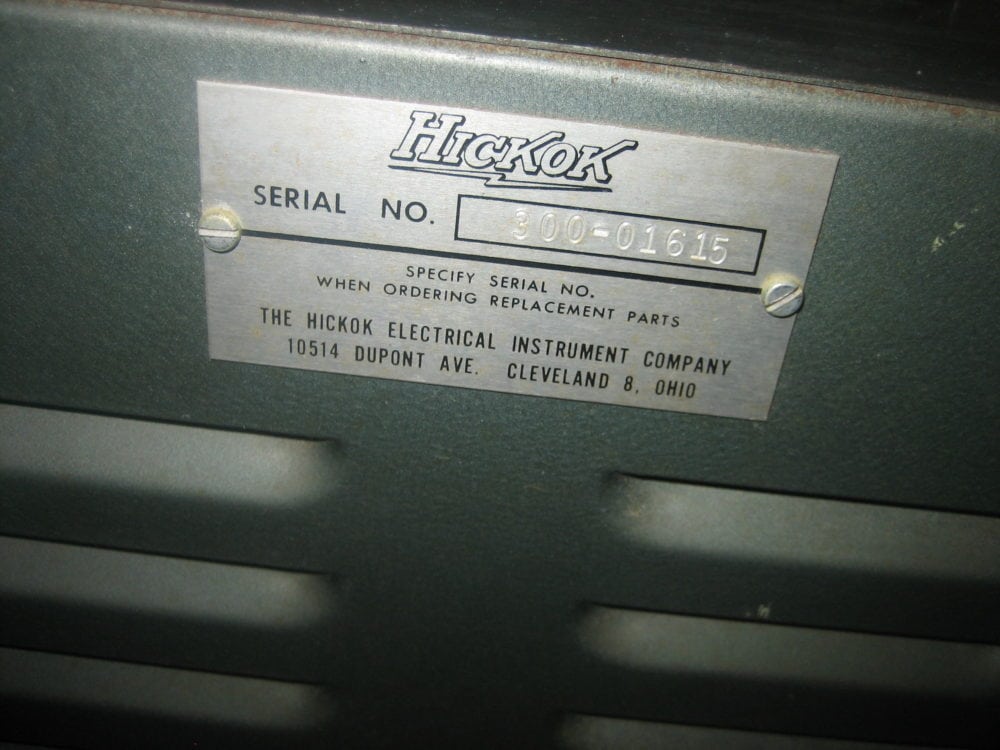 HICKOK
SERIAL NO. 300-01615
SPECIFY SERIAL NO.
WHEN ORDERING REPLACEMENT PARTS
THE HICKOK ELECTRICAL INSTRUMENT COMPANY
10514 DUPONT AVE. CLEVELAND 8, OHIO